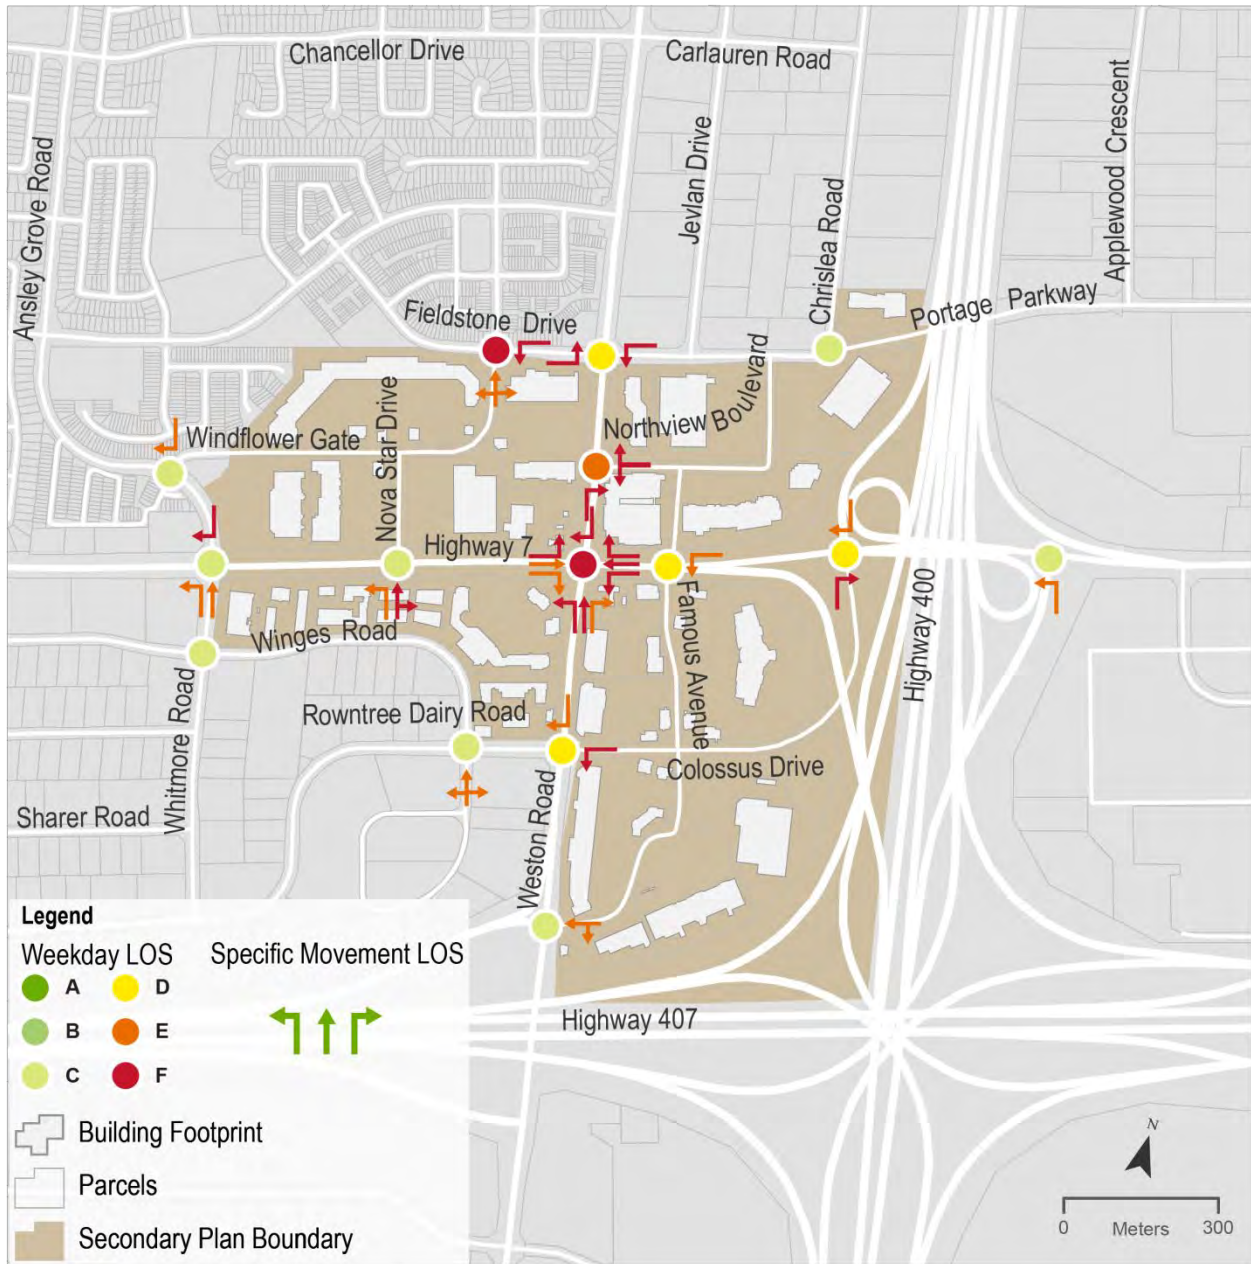 Chancellor Drive
Carlauren Road
Ansley Grove Road
Jevlan Drive
Applewood Crescent
Chrislea Road
Portage Parkway
Fieldstone Drive
Northview Boulevard
Windflower Gate
Nova Star Drive
Highway 7
Famous Avenue
Highway 400
Winges Road
Whitmore Road
Rowntree Dairy Road
Colossus Drive
Sharer Road
Weston Road
Highway 407
Legend
Weekday LOS
Specific Movement LOS
A D
B E
C F
Building Footprint
Parcels
Secondary Plan Boundary
N
0 Meters 300